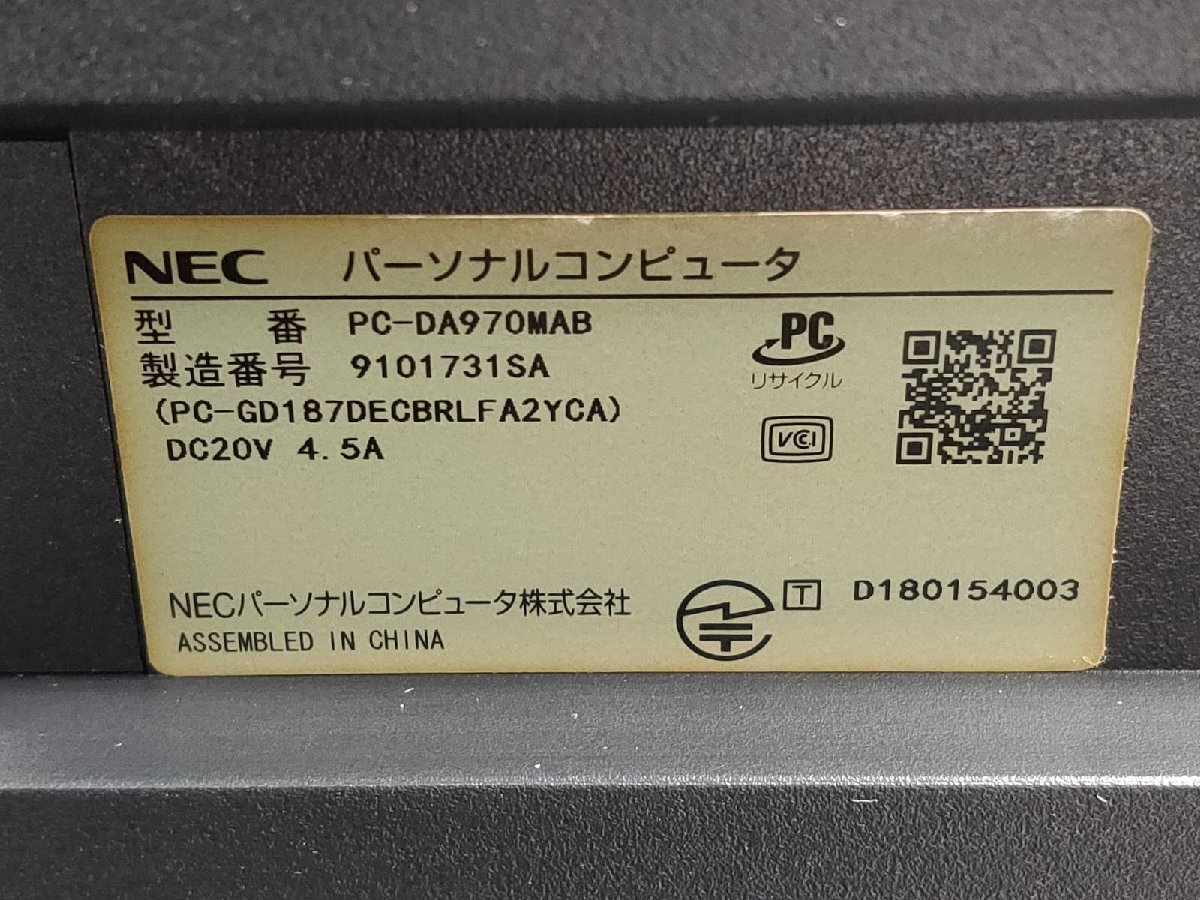 NEC パーソナルコンピュータ
型 番 PC-DA970MAB
製造番号 9101731SA
(PC-GD187DECBRLFA2YCA)
DC20V 4.5A
PC
リサイクル
VCCI
NECパーソナルコンピュータ株式会社
ASSEMBLED IN CHINA
T D180154003